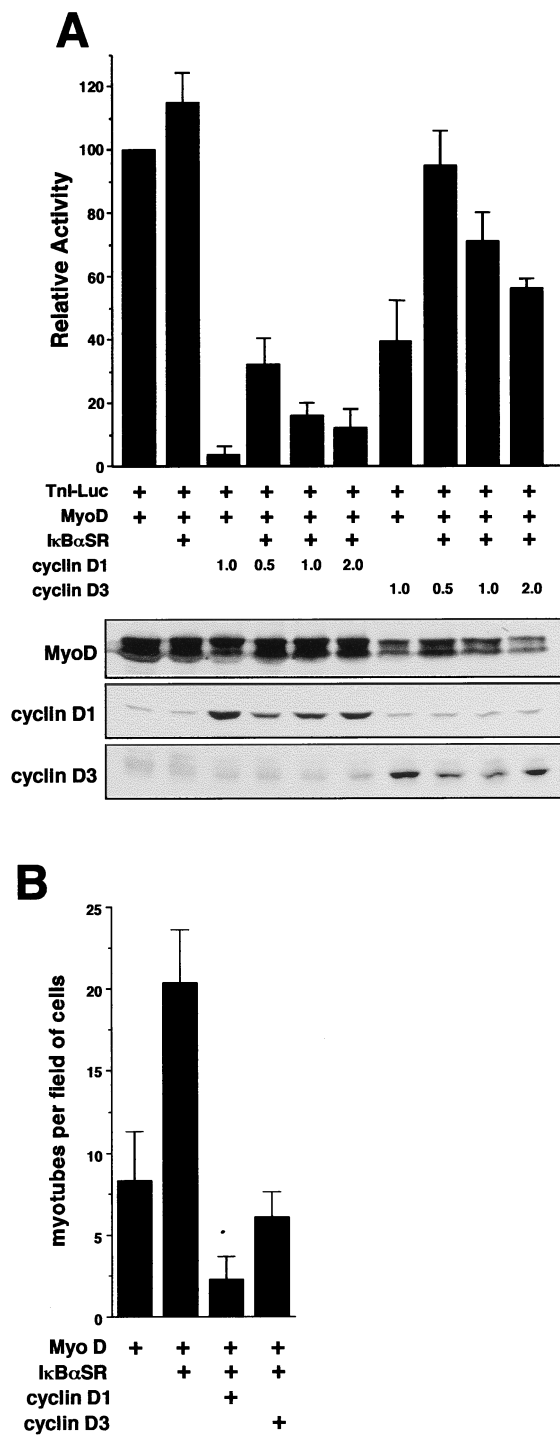 A
Relative Activity
120
100
80
60
40
20
0
TnI-Luc + + + + + + + + + +
MyoD + + + + + + + + + +
IκBαSR + + + + + + +
cyclin D1 1.0 0.5 1.0 2.0
cyclin D3 1.0 0.5 1.0 2.0
MyoD
cyclin D1
cyclin D3
B
myotubes per field of cells
25
20
15
10
5
0
Myo D + + + +
IκBαSR + + +
cyclin D1 +
cyclin D3 +